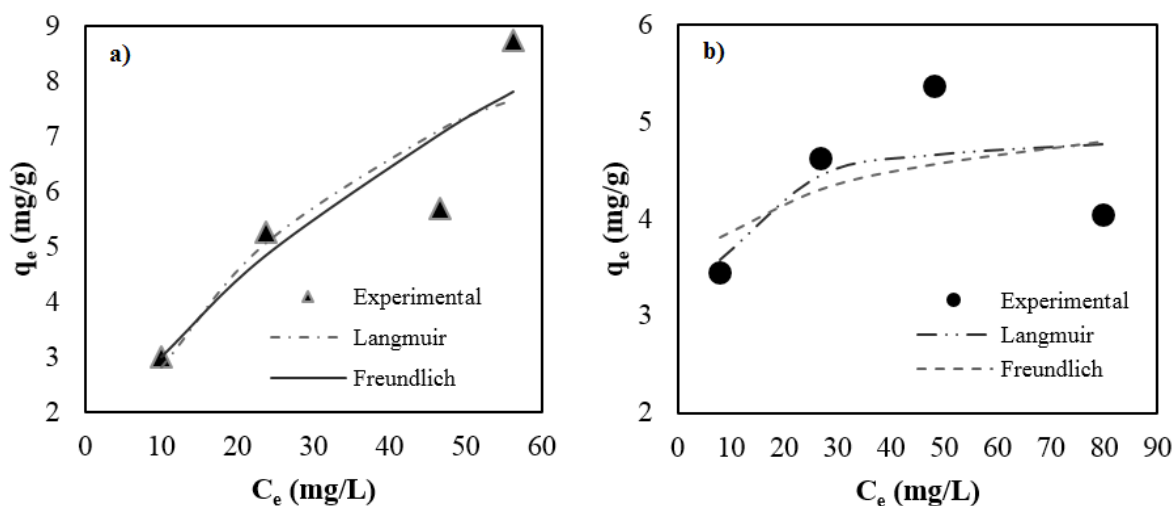 a)
qₑ (mg/g)
9
8
7
6
5
4
3
2
0 10 20 30 40 50 60
Cₑ (mg/L)
Experimental
Langmuir
Freundlich
b)
qₑ (mg/g)
6
5
4
3
2
0 10 20 30 40 50 60 70 80 90
Cₑ (mg/L)
Experimental
Langmuir
Freundlich